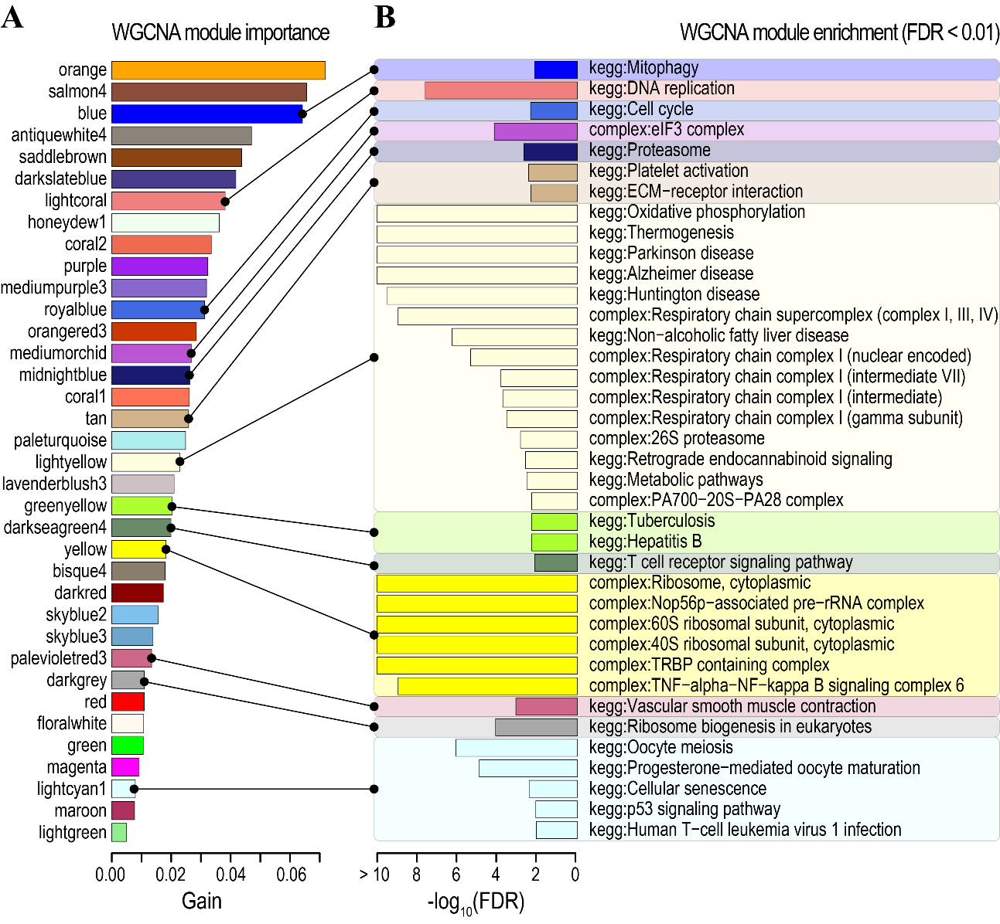 A
WGCNA module importance
orange
salmon4
blue
antiquewhite4
saddlebrown
darkslateblue
lightcoral
honeydew1
coral2
purple
mediumpurple3
royalblue
orangered3
mediumorchid
midnightblue
coral1
tan
paleturquoise
lightyellow
lavenderblush3
greenyellow
darkseagreen4
yellow
bisque4
darkred
skyblue2
skyblue3
palevioletred3
darkgrey
red
floralwhite
green
magenta
lightcyan1
maroon
lightgreen
0.00 0.02 0.04 0.06
Gain
B
WGCNA module enrichment (FDR < 0.01)
kegg:Mitophagy
kegg:DNA replication
kegg:Cell cycle
complex:eIF3 complex
kegg:Proteasome
kegg:Platelet activation
kegg:ECM−receptor interaction
kegg:Oxidative phosphorylation
kegg:Thermogenesis
kegg:Parkinson disease
kegg:Alzheimer disease
kegg:Huntington disease
complex:Respiratory chain supercomplex (complex I, III, IV)
kegg:Non−alcoholic fatty liver disease
complex:Respiratory chain complex I (nuclear encoded)
complex:Respiratory chain complex I (intermediate VII)
complex:Respiratory chain complex I (intermediate)
complex:Respiratory chain complex I (gamma subunit)
complex:26S proteasome
kegg:Retrograde endocannabinoid signaling
kegg:Metabolic pathways
complex:PA700−20S−PA28 complex
kegg:Tuberculosis
kegg:Hepatitis B
kegg:T cell receptor signaling pathway
complex:Ribosome, cytoplasmic
complex:Nop56p−associated pre−rRNA complex
complex:60S ribosomal subunit, cytoplasmic
complex:40S ribosomal subunit, cytoplasmic
complex:TRBP containing complex
complex:TNF−alpha−NF−kappa B signaling complex 6
kegg:Vascular smooth muscle contraction
kegg:Ribosome biogenesis in eukaryotes
kegg:Oocyte meiosis
kegg:Progesterone−mediated oocyte maturation
kegg:Cellular senescence
kegg:p53 signaling pathway
kegg:Human T−cell leukemia virus 1 infection
> 10 8 6 4 2 0
-log10(FDR)